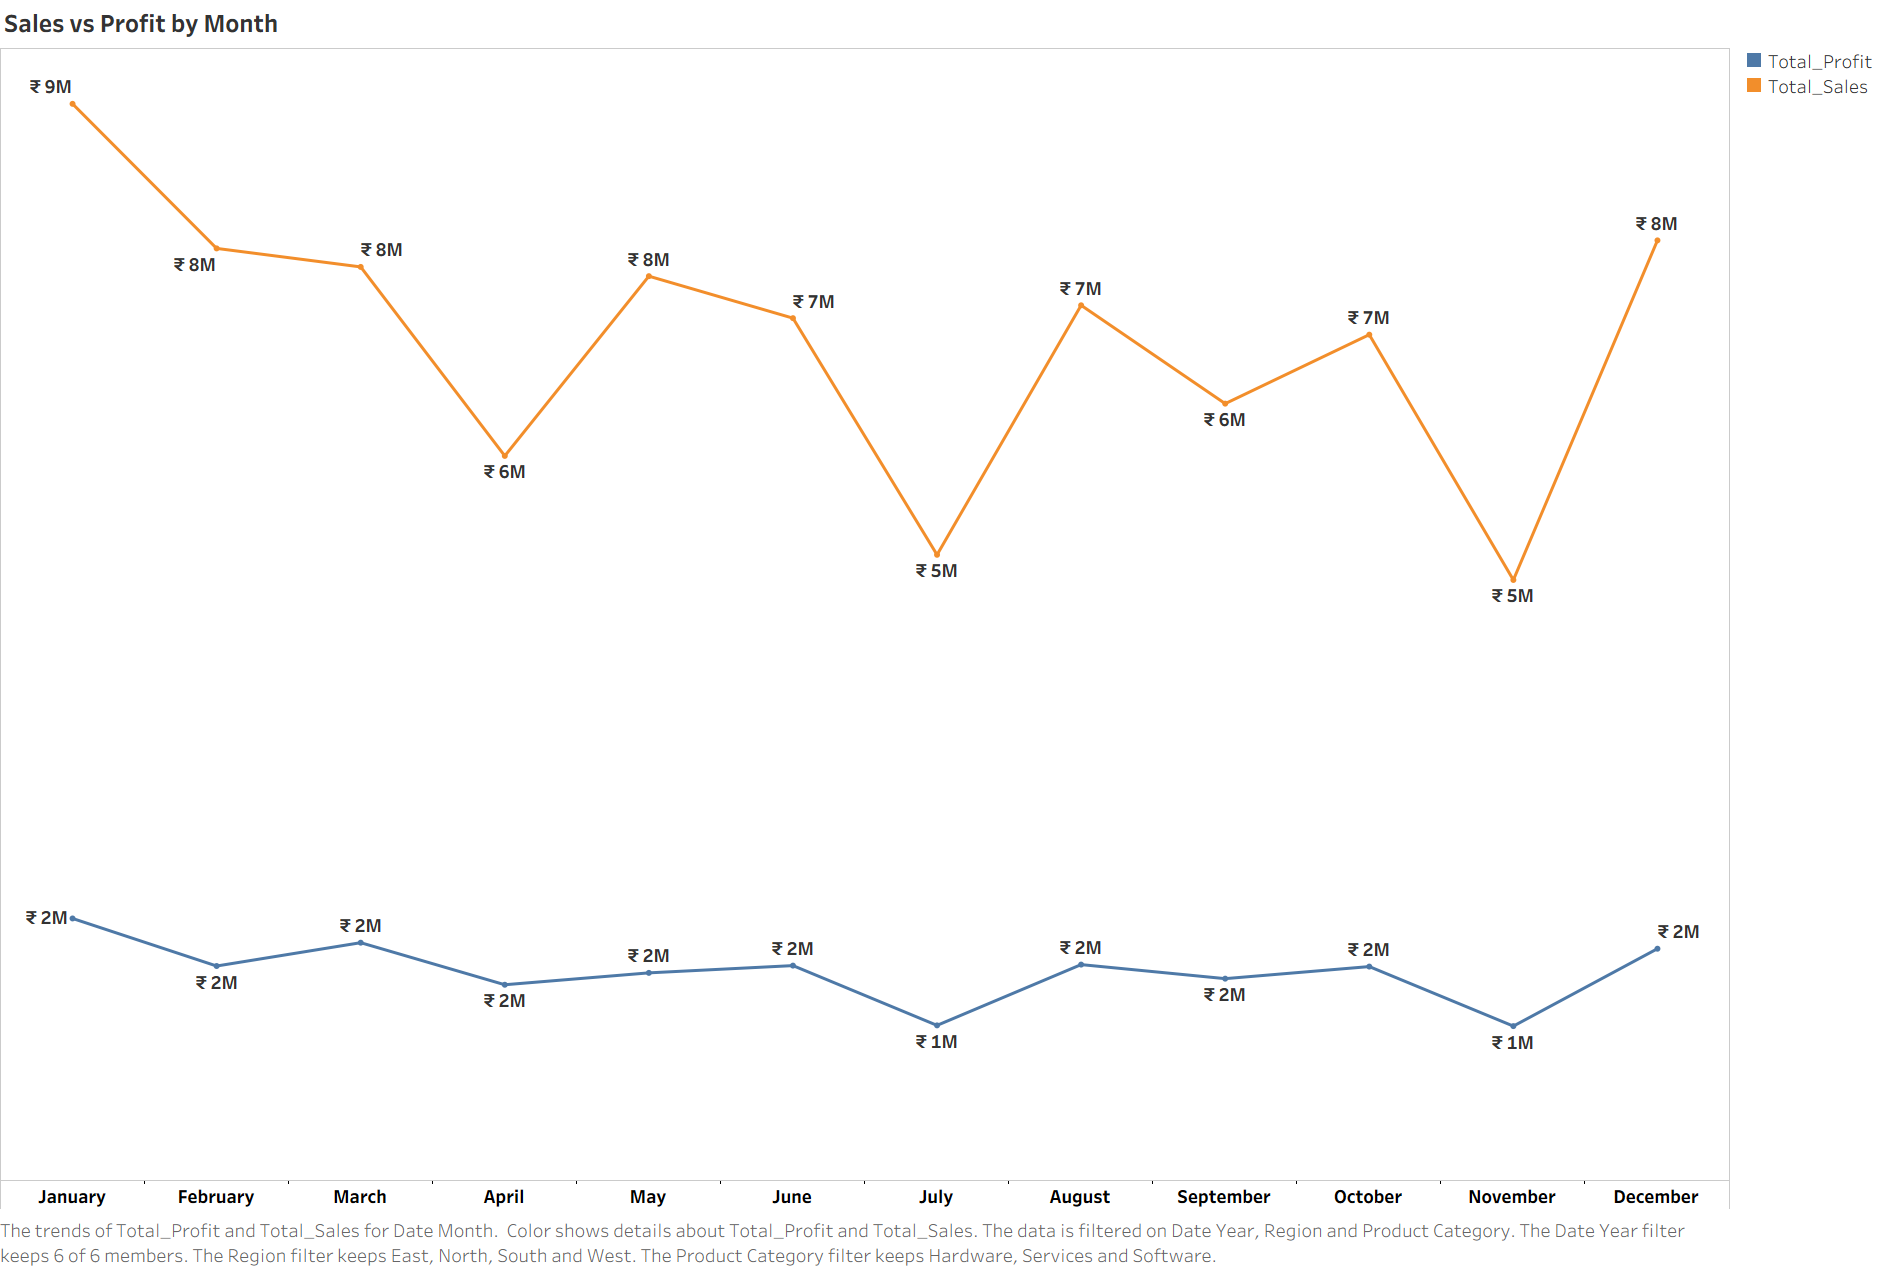 Sales vs Profit by Month
Total_Profit
Total_Sales
₹ 9M
₹ 8M
₹ 8M
₹ 6M
₹ 8M
₹ 7M
₹ 5M
₹ 7M
₹ 6M
₹ 7M
₹ 5M
₹ 8M
₹ 2M
₹ 2M
₹ 2M
₹ 2M
₹ 2M
₹ 2M
₹ 1M
₹ 2M
₹ 2M
₹ 2M
₹ 1M
₹ 2M
January February March April May June July August September October November December
The trends of Total_Profit and Total_Sales for Date Month. Color shows details about Total_Profit and Total_Sales. The data is filtered on Date Year, Region and Product Category. The Date Year filter
keeps 6 of 6 members. The Region filter keeps East, North, South and West. The Product Category filter keeps Hardware, Services and Software.